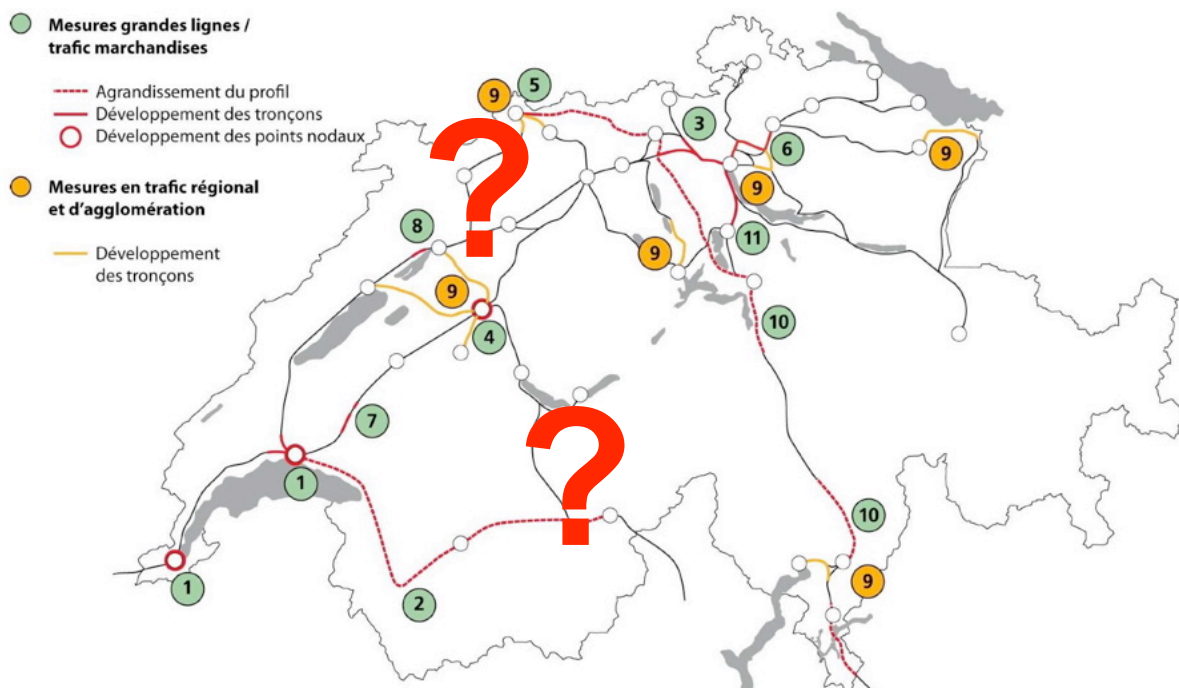 Mesures grandes lignes /
trafic marchandises
Agrandissement du profil
Développement des tronçons
Développement des points nodaux
Mesures en trafic régional
et d'agglomération
Développement
des tronçons
9
5
3
6
9
9
8
?
11
9
9
10
4
7
?
1
10
1
2
9